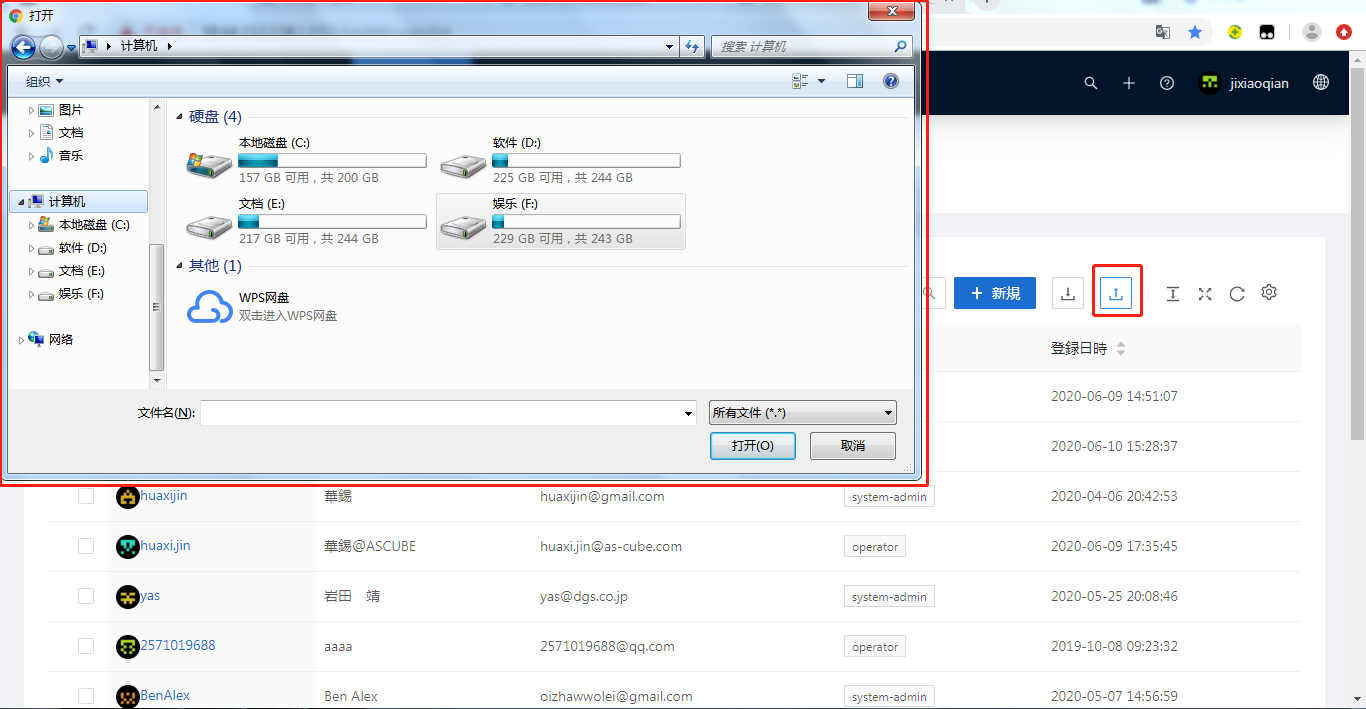 打开
计算机
搜索 计算机
组织
图片
文档
音乐
计算机
本地磁盘 (C:)
软件 (D:)
文档 (E:)
娱乐 (F:)
网络
硬盘 (4)
本地磁盘 (C:)
157 GB 可用，共 200 GB
软件 (D:)
225 GB 可用，共 244 GB
文档 (E:)
217 GB 可用，共 244 GB
娱乐 (F:)
229 GB 可用，共 243 GB
其他 (1)
WPS网盘
双击进入WPS网盘
文件名(N):
所有文件 (*.*)
打开(O)
取消
jixiaoqian
新規
登録日時
2020-06-09 14:51:07
2020-06-10 15:28:37
huaxijin 華錫 huaxijin@gmail.com system-admin 2020-04-06 20:42:53
huaxi.jin 華錫@ASCUBE huaxi.jin@as-cube.com operator 2020-06-09 17:35:45
yas 岩田　靖 yas@dgs.co.jp system-admin 2020-05-25 20:08:46
2571019688 aaaa 2571019688@qq.com operator 2019-10-08 09:23:32
BenAlex Ben Alex oizhawwolei@gmail.com system-admin 2020-05-07 14:56:59